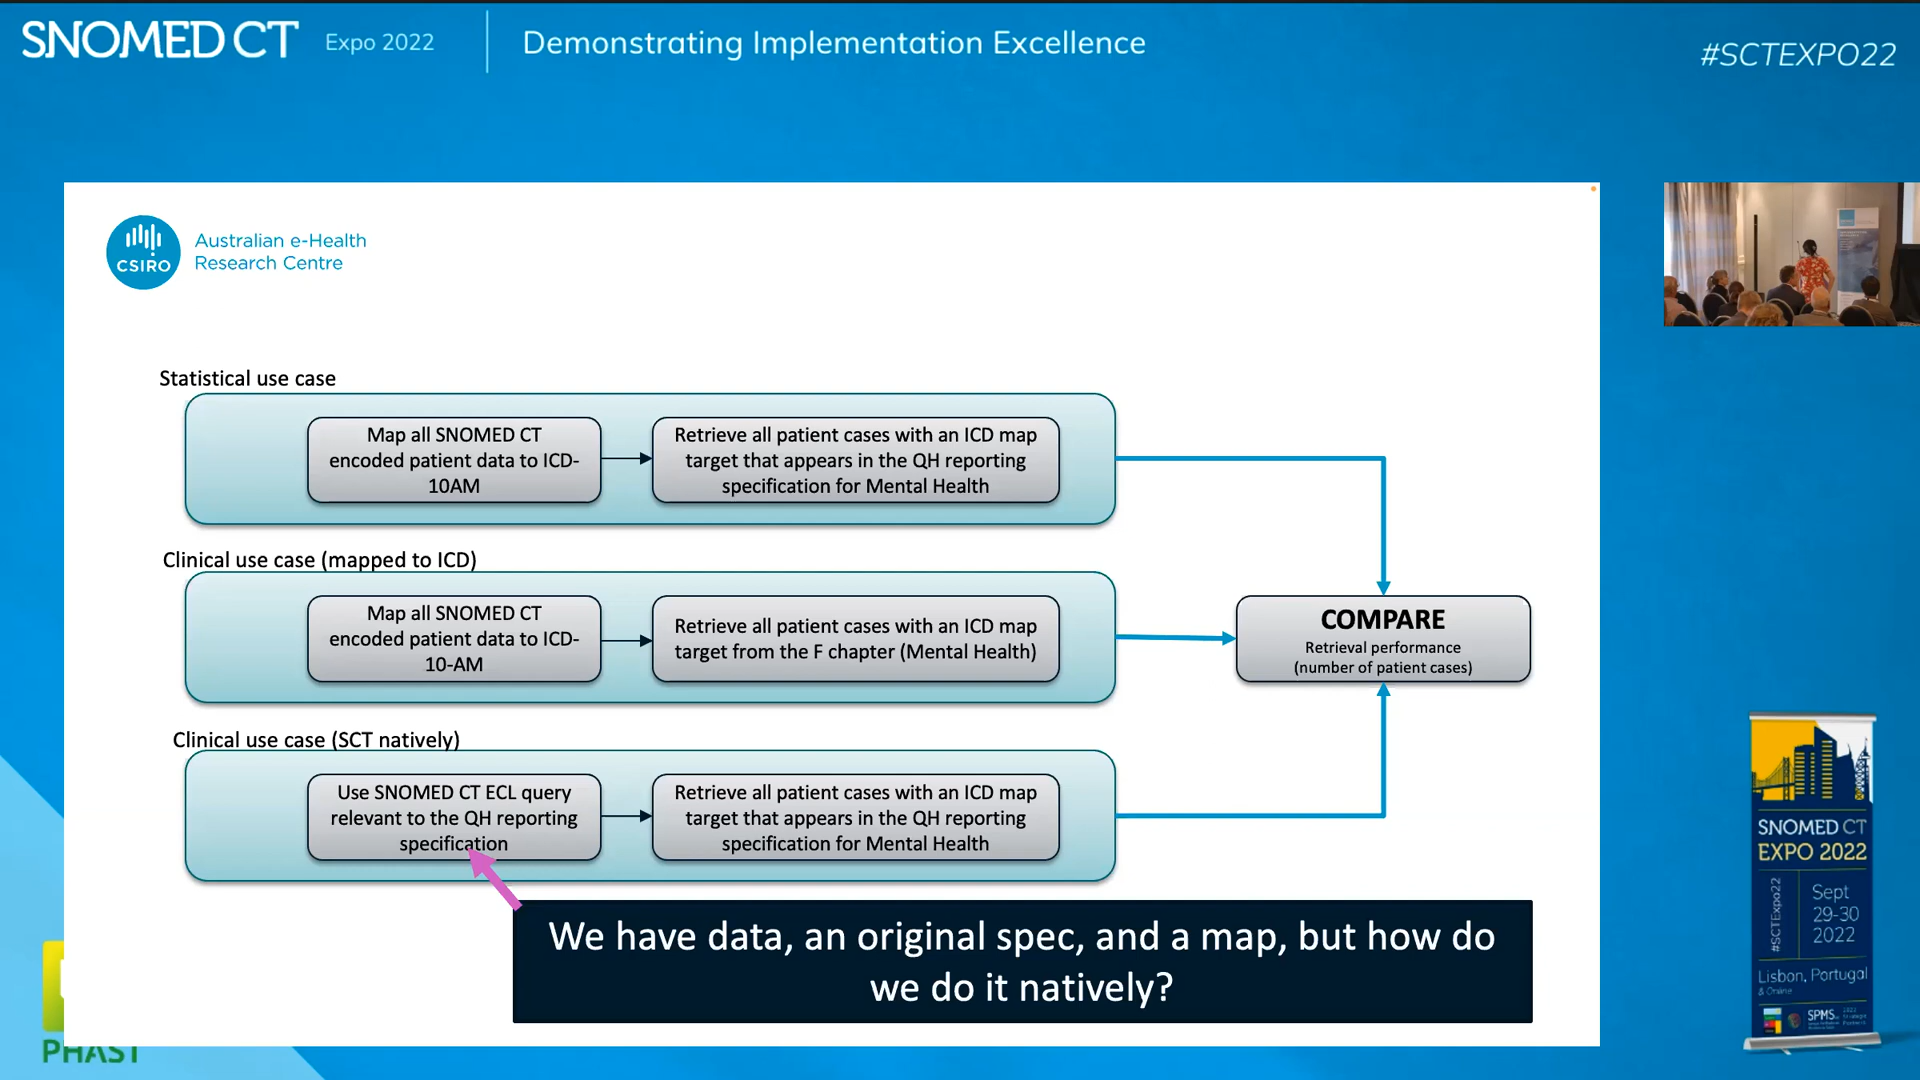 SNOMED CT Expo 2022 Demonstrating Implementation Excellence
#SCTEXPO22
CSIRO
Australian e-Health
Research Centre
Statistical use case
Map all SNOMED CT
encoded patient data to ICD-
10AM
Retrieve all patient cases with an ICD map
target that appears in the QH reporting
specification for Mental Health
Clinical use case (mapped to ICD)
Map all SNOMED CT
encoded patient data to ICD-
10-AM
Retrieve all patient cases with an ICD map
target from the F chapter (Mental Health)
COMPARE
Retrieval performance
(number of patient cases)
Clinical use case (SCT natively)
Use SNOMED CT ECL query
relevant to the QH reporting
specification
Retrieve all patient cases with an ICD map
target that appears in the QH reporting
specification for Mental Health
We have data, an original spec, and a map, but how do
we do it natively?
PHAST
SNOMED CT
EXPO 2022
#SCTExpo22
Sept
29-30
2022
Lisbon, Portugal
& Online
SPMS